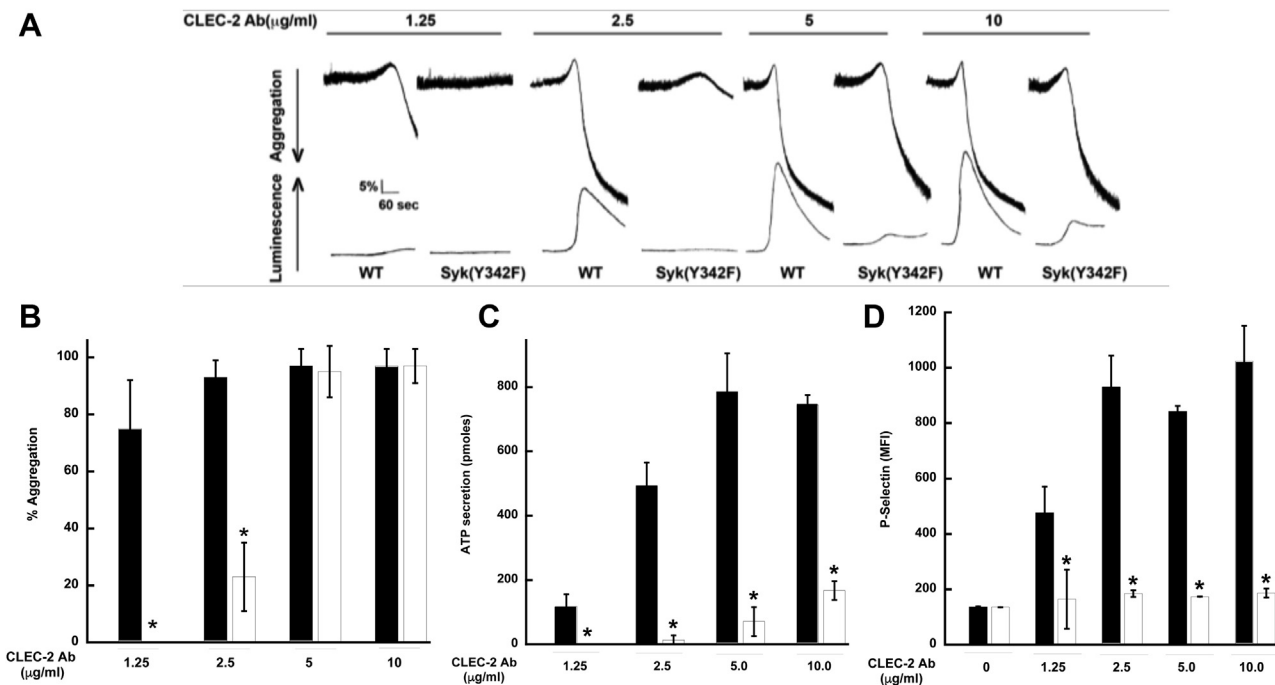 A
CLEC-2 Ab(µg/ml) 1.25 2.5 5 10
Aggregation
Luminescence
5%
60 sec
WT Syk(Y342F) WT Syk(Y342F) WT Syk(Y342F) WT Syk(Y342F)
B
% Aggregation
100
80
60
40
20
0
* *
CLEC-2 Ab
(µg/ml)
1.25 2.5 5 10
C
ATP secretion (pmoles)
800
600
400
200
0
* * * *
CLEC-2 Ab
(µg/ml)
1.25 2.5 5.0 10.0
D
P-Selectin (MFI)
1200
1000
800
600
400
200
0
* * * *
CLEC-2 Ab
(µg/ml)
0 1.25 2.5 5.0 10.0